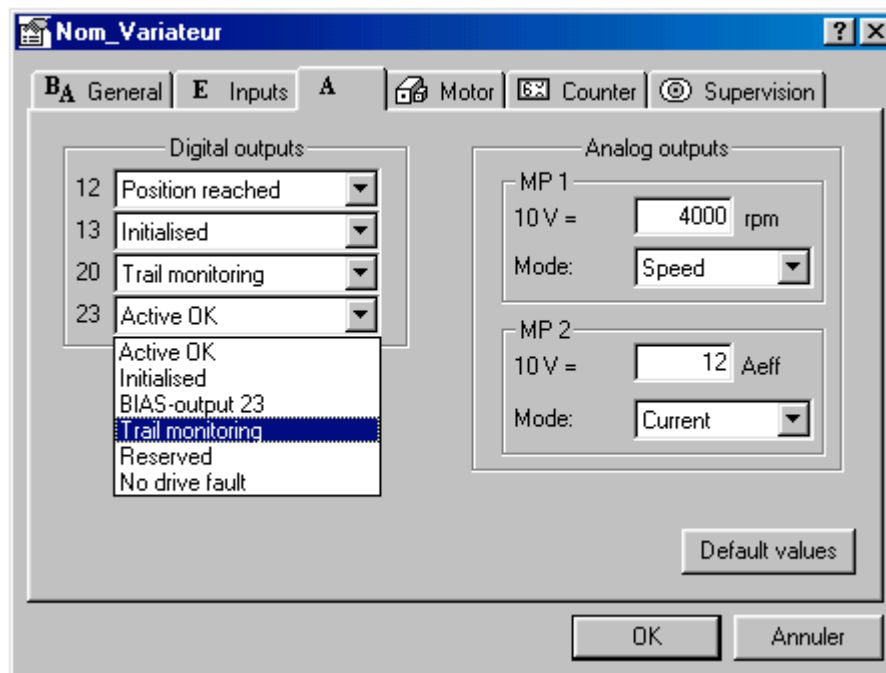 Nom_Variateur
BA General E Inputs A Motor Counter Supervision
Digital outputs
12 Position reached
13 Initialised
20 Trail monitoring
23 Active OK
Active OK
Initialised
BIAS-output 23
Trail monitoring
Reserved
No drive fault
Analog outputs
MP 1
10 V = 4000 rpm
Mode: Speed
MP 2
10 V = 12 Aeff
Mode: Current
Default values
OK Annuler